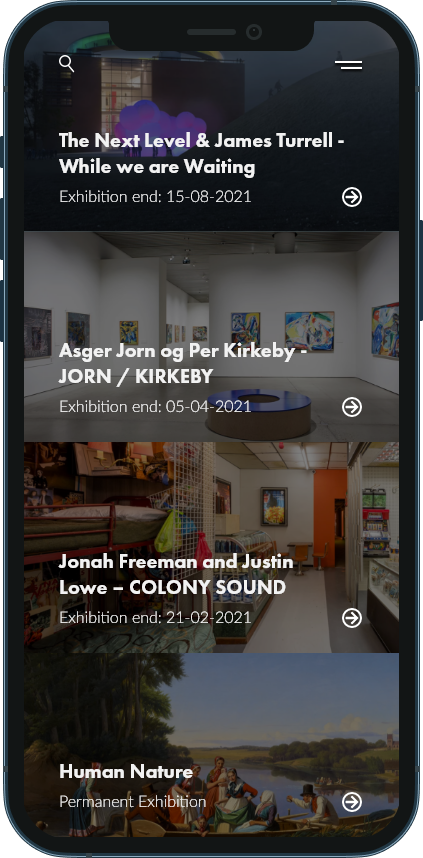 The Next Level & James Turrell -
While we are Waiting
Exhibition end: 15-08-2021
Asger Jorn og Per Kirkeby -
JORN / KIRKEBY
Exhibition end: 05-04-2021
Jonah Freeman and Justin
Lowe – COLONY SOUND
Exhibition end: 21-02-2021
Human Nature
Permanent Exhibition